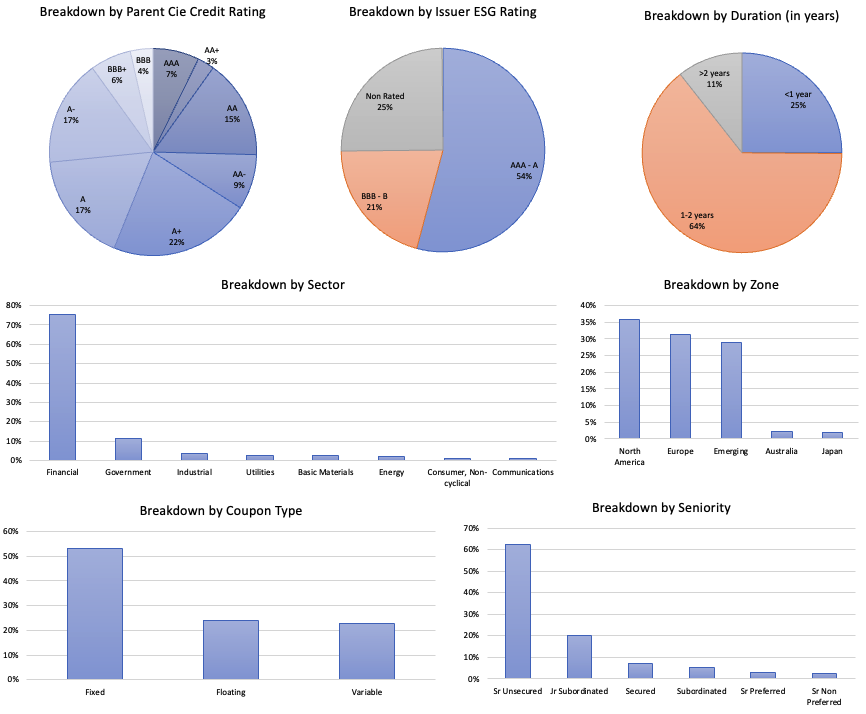 Breakdown by Parent Cie Credit Rating
AAA
7%
AA+
3%
AA
15%
AA-
9%
A+
22%
A
17%
A-
17%
BBB+
6%
BBB
4%
Breakdown by Issuer ESG Rating
AAA - A
54%
BBB - B
21%
Non Rated
25%
Breakdown by Duration (in years)
<1 year
25%
1-2 years
64%
>2 years
11%
Breakdown by Sector
80%
70%
60%
50%
40%
30%
20%
10%
0%
Financial
Government
Industrial
Utilities
Basic Materials
Energy
Consumer, Non-
cyclical
Communications
Breakdown by Zone
40%
35%
30%
25%
20%
15%
10%
5%
0%
North
America
Europe
Emerging
Australia
Japan
Breakdown by Coupon Type
60%
50%
40%
30%
20%
10%
0%
Fixed
Floating
Variable
Breakdown by Seniority
70%
60%
50%
40%
30%
20%
10%
0%
Sr Unsecured
Jr Subordinated
Secured
Subordinated
Sr Preferred
Sr Non
Preferred